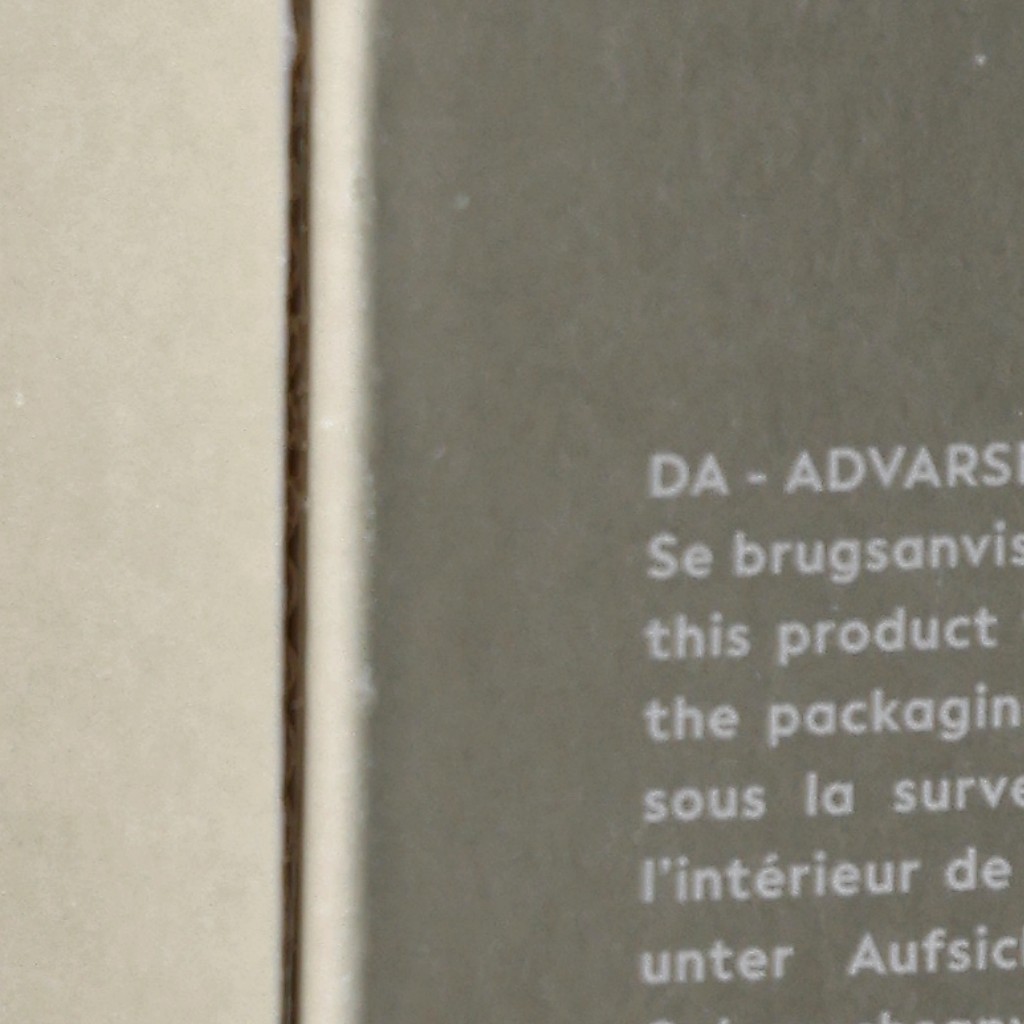 DA - ADVARS
Se brugsanvis
this product
the packagin
sous la surve
l'intérieur de
unter Aufsic